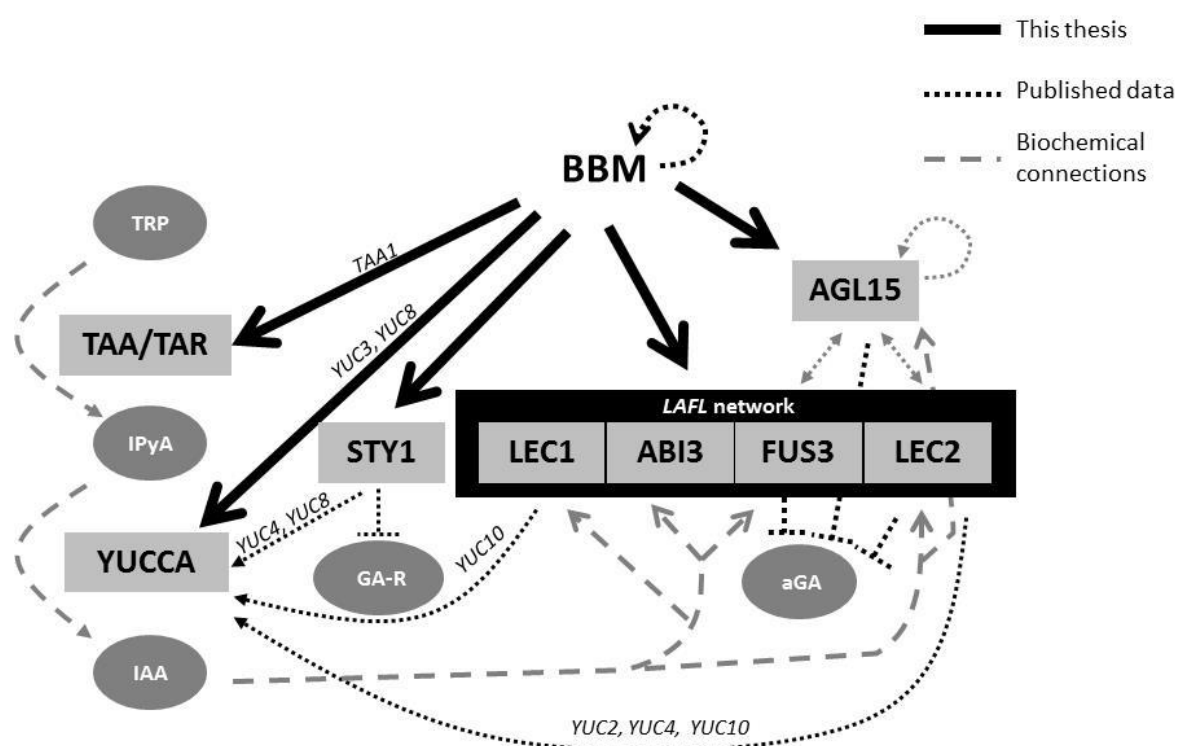 This thesis
Published data
Biochemical
connections
BBM
TRP
TAA1
AGL15
TAA/TAR
YUC3, YUC8
LAFL network
IPyA
STY1
LEC1
ABI3
FUS3
LEC2
YUC4, YUC8
YUC10
YUCCA
GA-R
aGA
IAA
YUC2, YUC4, YUC10